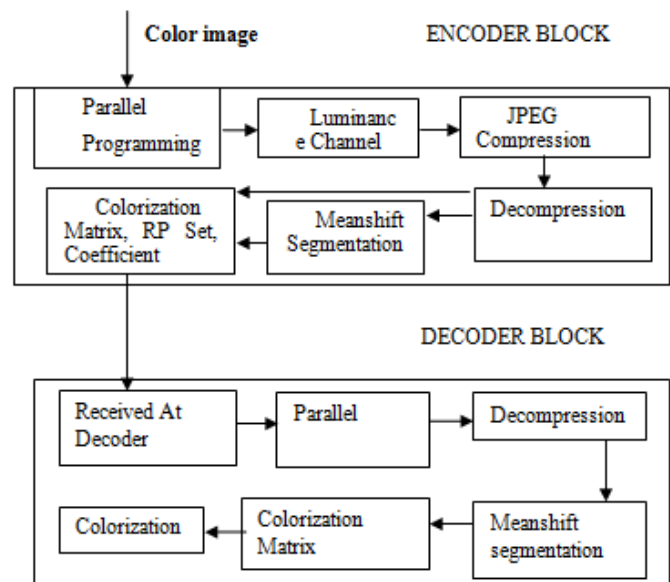 Color image
ENCODER BLOCK
Parallel
Programming
Luminanc
e Channel
JPEG
Compression
Colorization
Matrix, RP Set,
Coefficient
Meanshift
Segmentation
Decompression
DECODER BLOCK
Received At
Decoder
Parallel
Decompression
Colorization
Colorization
Matrix
Meanshift
segmentation